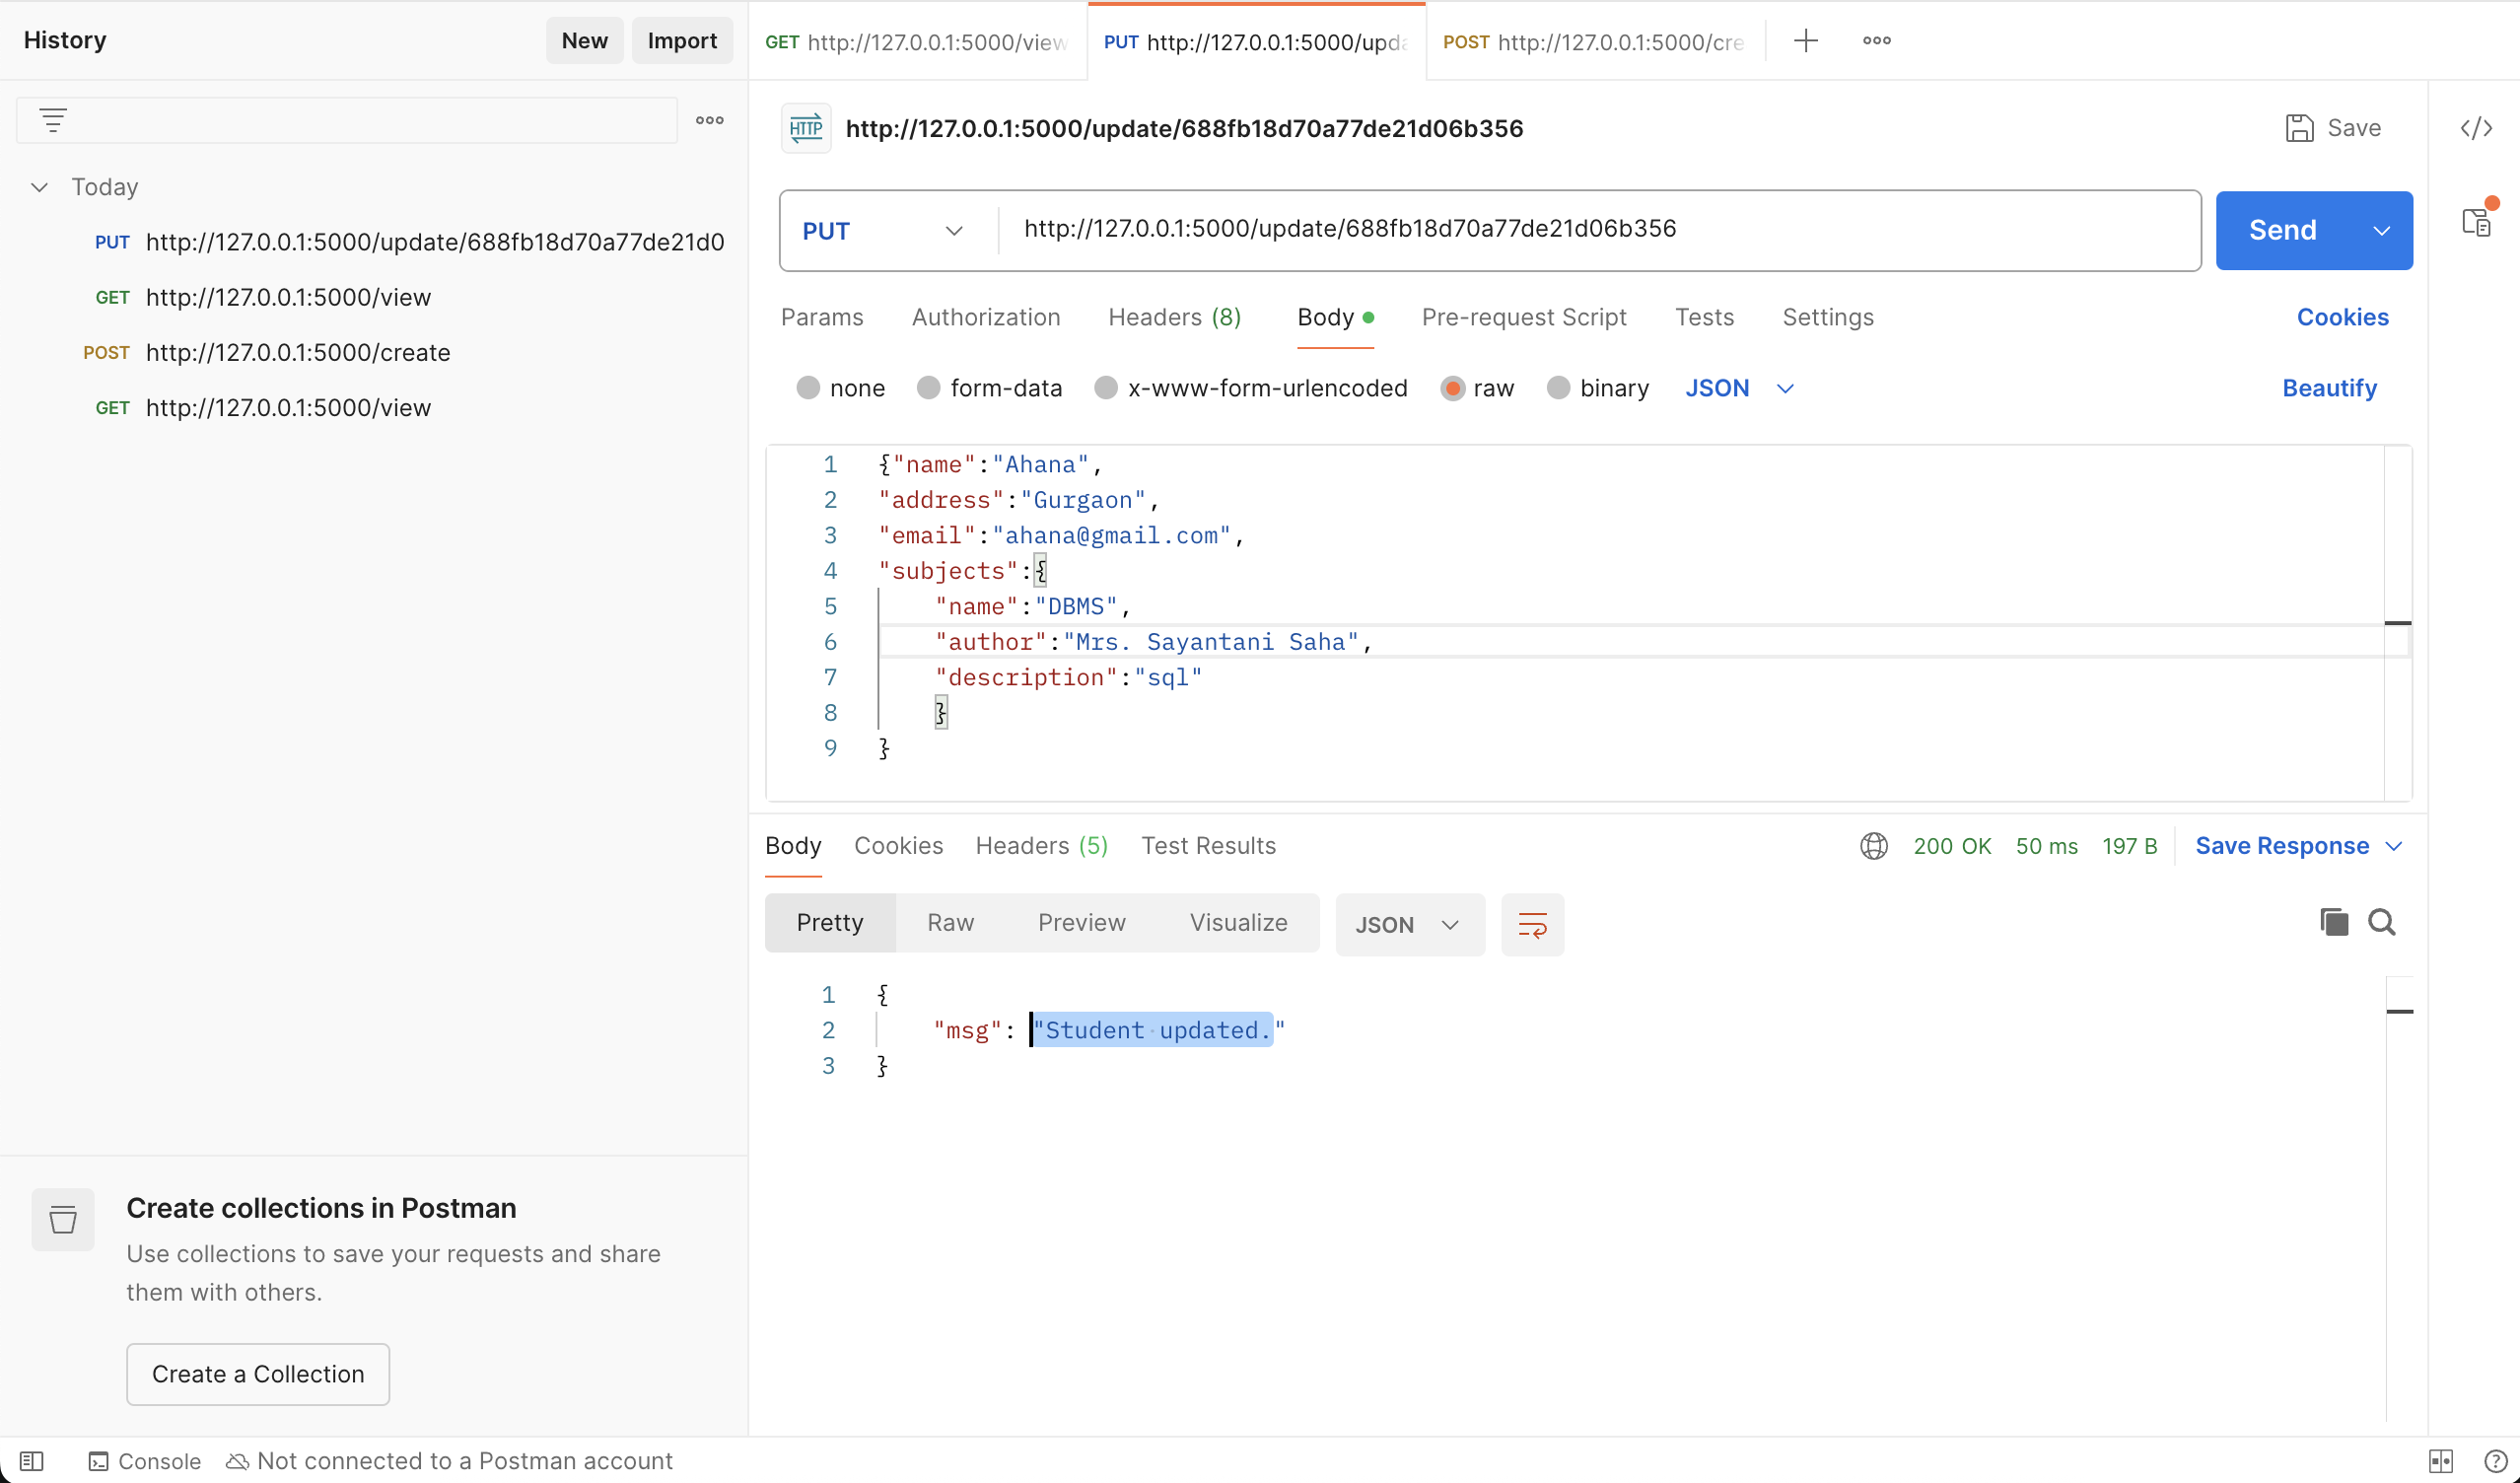 History
New
Import
GET http://127.0.0.1:5000/view
PUT http://127.0.0.1:5000/upda
POST http://127.0.0.1:5000/cre
Today
PUT http://127.0.0.1:5000/update/688fb18d70a77de21d0
GET http://127.0.0.1:5000/view
POST http://127.0.0.1:5000/create
GET http://127.0.0.1:5000/view
Create collections in Postman
Use collections to save your requests and share
them with others.
Create a Collection
HTTP http://127.0.0.1:5000/update/688fb18d70a77de21d06b356
Save
PUT http://127.0.0.1:5000/update/688fb18d70a77de21d06b356
Send
Params Authorization Headers (8) Body Pre-request Script Tests Settings Cookies
none form-data x-www-form-urlencoded raw binary JSON Beautify
1 {"name":"Ahana",
2 "address":"Gurgaon",
3 "email":"ahana@gmail.com",
4 "subjects":{
5 "name":"DBMS",
6 "author":"Mrs. Sayantani Saha",
7 "description":"sql"
8 }
9 }
Body Cookies Headers (5) Test Results 200 OK 50 ms 197 B Save Response
Pretty Raw Preview Visualize JSON
1 {
2 "msg": "Student updated."
3 }
Console Not connected to a Postman account